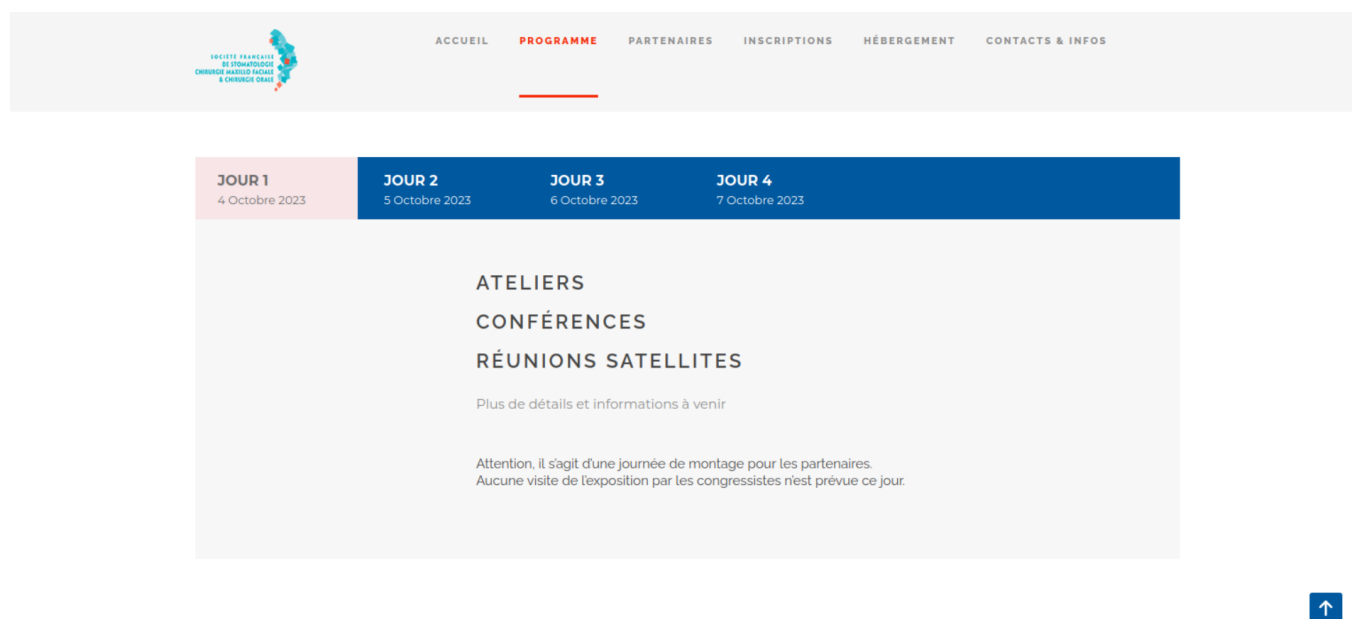 SOCIÉTÉ FRANÇAISE
DE STOMATOLOGIE
CHIRURGIE MAXILLO FACIALE
& CHIRURGIE ORALE
ACCUEIL PROGRAMME PARTENAIRES INSCRIPTIONS HÉBERGEMENT CONTACTS & INFOS
JOUR 1 JOUR 2 JOUR 3 JOUR 4
4 Octobre 2023 5 Octobre 2023 6 Octobre 2023 7 Octobre 2023
ATELIERS
CONFÉRENCES
RÉUNIONS SATELLITES
Plus de détails et informations à venir
Attention, il s'agit d'une journée de montage pour les partenaires.
Aucune visite de l'exposition par les congressistes n'est prévue ce jour.